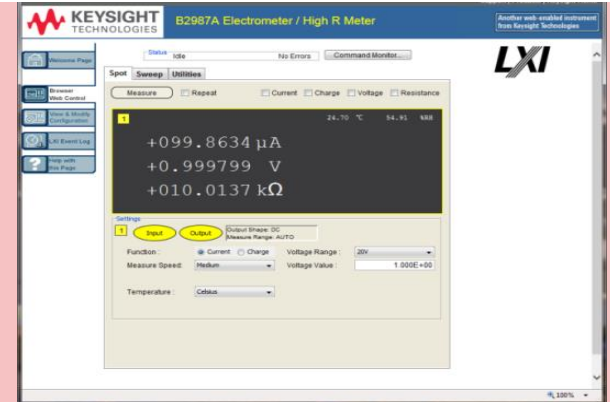 KEYSIGHT
TECHNOLOGIES
B2987A Electrometer / High R Meter
Another web-enabled instrument
from Keysight Technologies
Welcome Page
Browser
Web Control
View & Modify
Configuration
LXI Event Log
Help with
this Page
Status
Idle
No Errors
Command Monitor...
LXI
Spot Sweep Utilities
Measure
Repeat
Current
Charge
Voltage
Resistance
1
24.70 °C
54.91 %RH
+099.8634 µA
+0.999799 V
+010.0137 kΩ
Settings
1
Input
Output
Output Shape: DC
Measure Range: AUTO
Function :
Current
Charge
Voltage Range :
20V
Measure Speed:
Medium
Voltage Value :
1.000E+00
Temperature :
Celsius
100%